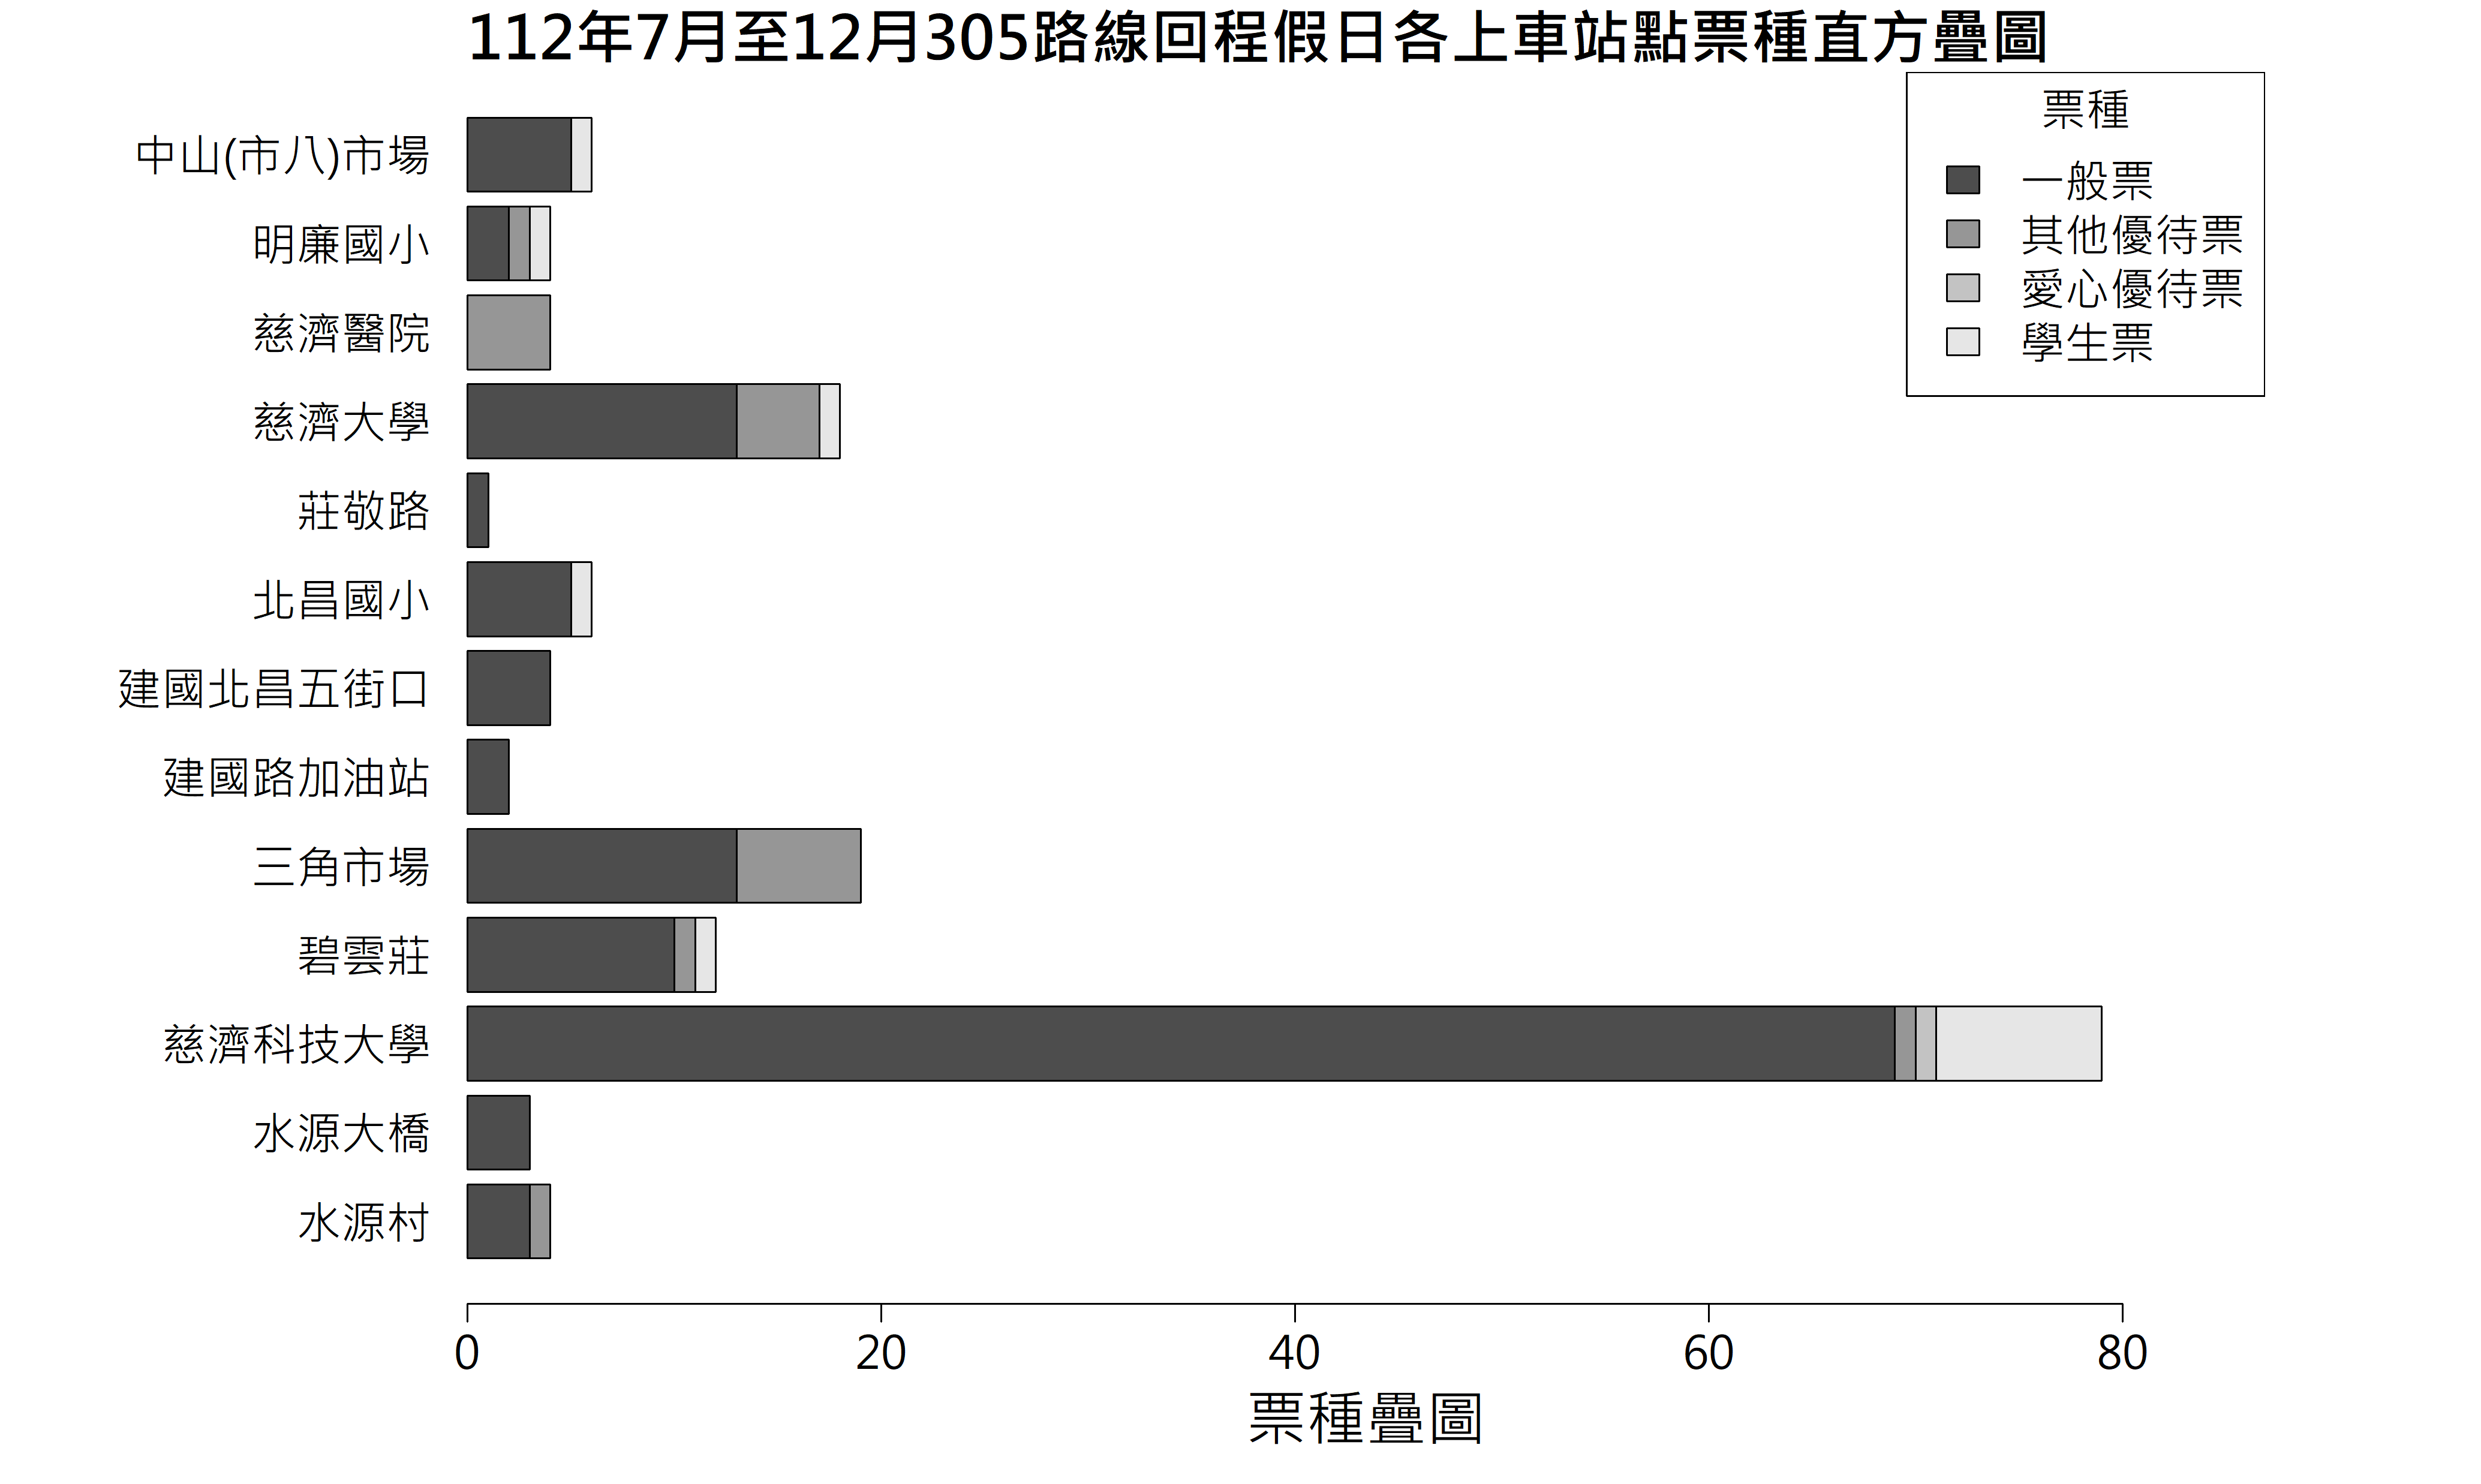 112年7月至12月305路線回程假日各上車站點票種直方疊圖
票種
一般票
其他優待票
愛心優待票
學生票
中山(市八)市場
明廉國小
慈濟醫院
慈濟大學
莊敬路
北昌國小
建國北昌五街口
建國路加油站
三角市場
碧雲莊
慈濟科技大學
水源大橋
水源村
0 20 40 60 80
票種疊圖